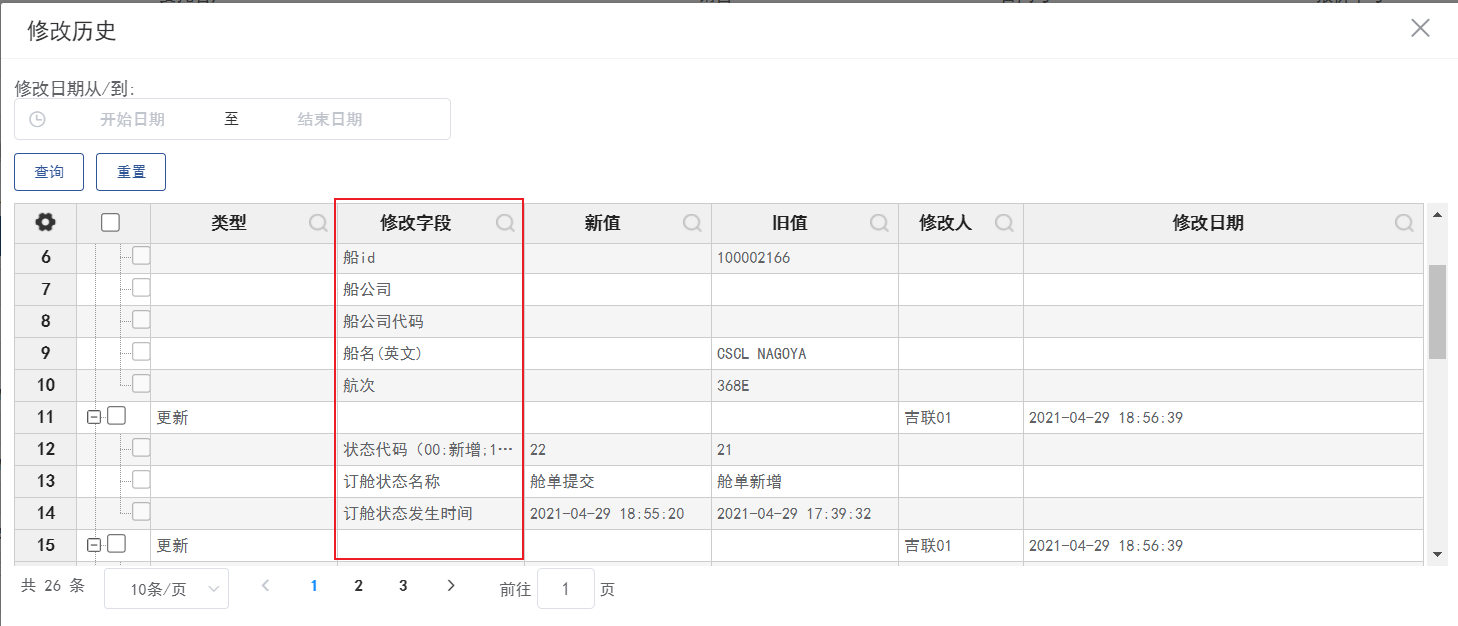 修改历史
修改日期从/到:
开始日期 至 结束日期
查询 重置
类型 修改字段 新值 旧值 修改人 修改日期
6 船id 100002166
7 船公司
8 船公司代码
9 船名(英文) CSCL NAGOYA
10 航次 368E
11 更新 吉联01 2021-04-29 18:56:39
12 状态代码（00:新增;1… 22 21
13 订舱状态名称 舱单提交 舱单新增
14 订舱状态发生时间 2021-04-29 18:55:20 2021-04-29 17:39:32
15 更新 吉联01 2021-04-29 18:56:39
共 26 条 10条/页 1 2 3 前往 1 页